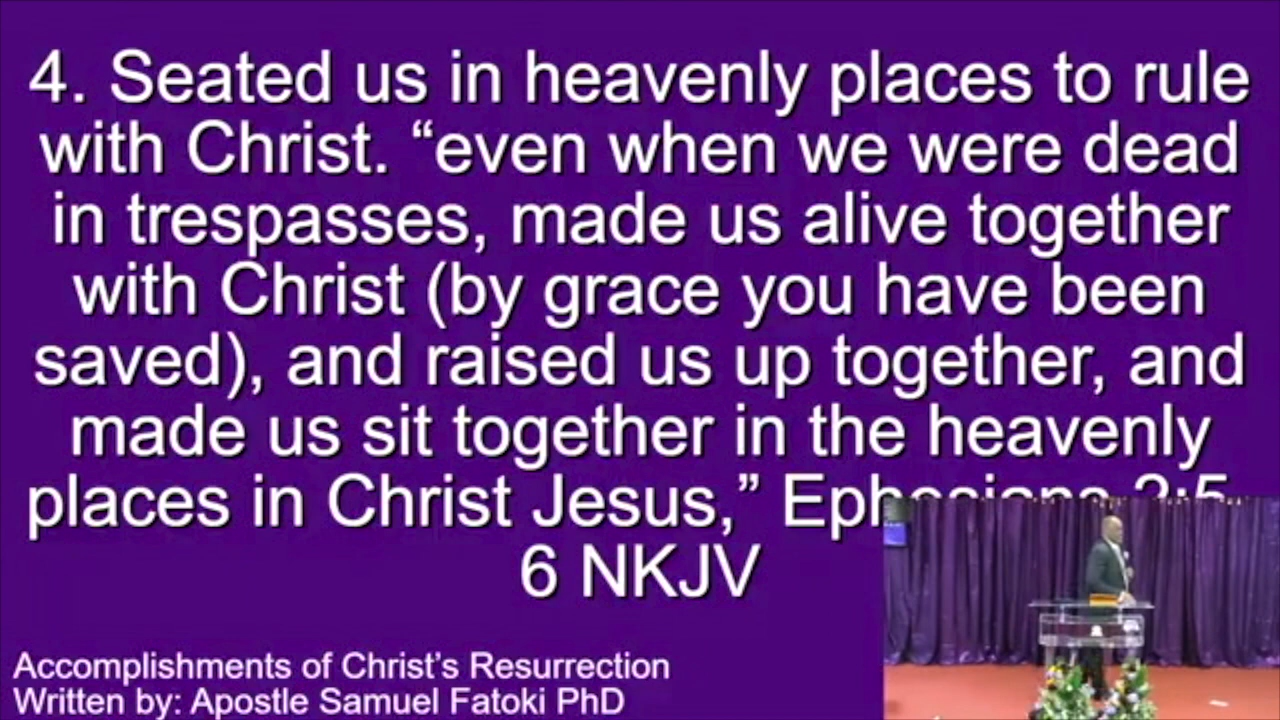 4. Seated us in heavenly places to rule
with Christ. “even when we were dead
in trespasses, made us alive together
with Christ (by grace you have been
saved), and raised us up together, and
made us sit together in the heavenly
places in Christ Jesus,” Ephesians 2:5
6 NKJV
Accomplishments of Christ’s Resurrection
Written by: Apostle Samuel Fatoki PhD